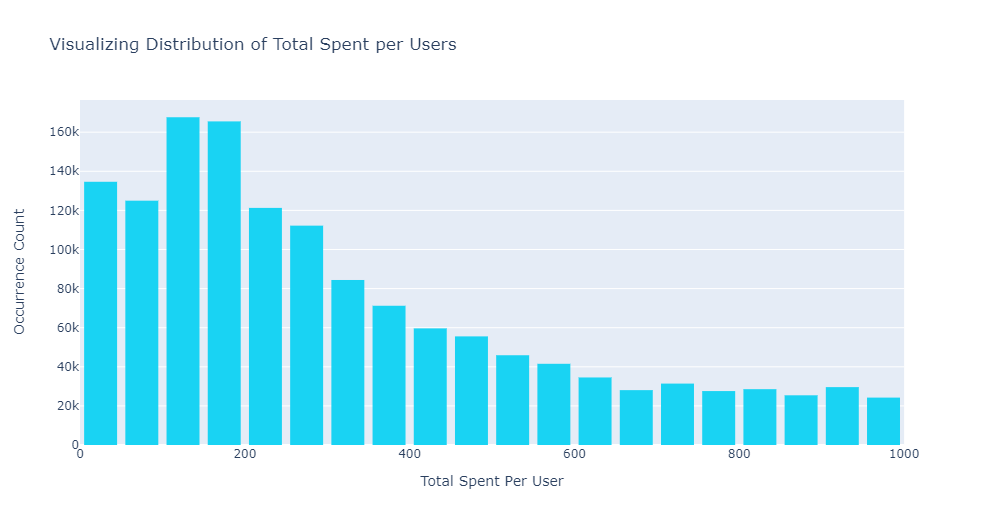 Visualizing Distribution of Total Spent per Users
Occurrence Count
160k
140k
120k
100k
80k
60k
40k
20k
0
0 200 400 600 800 1000
Total Spent Per User